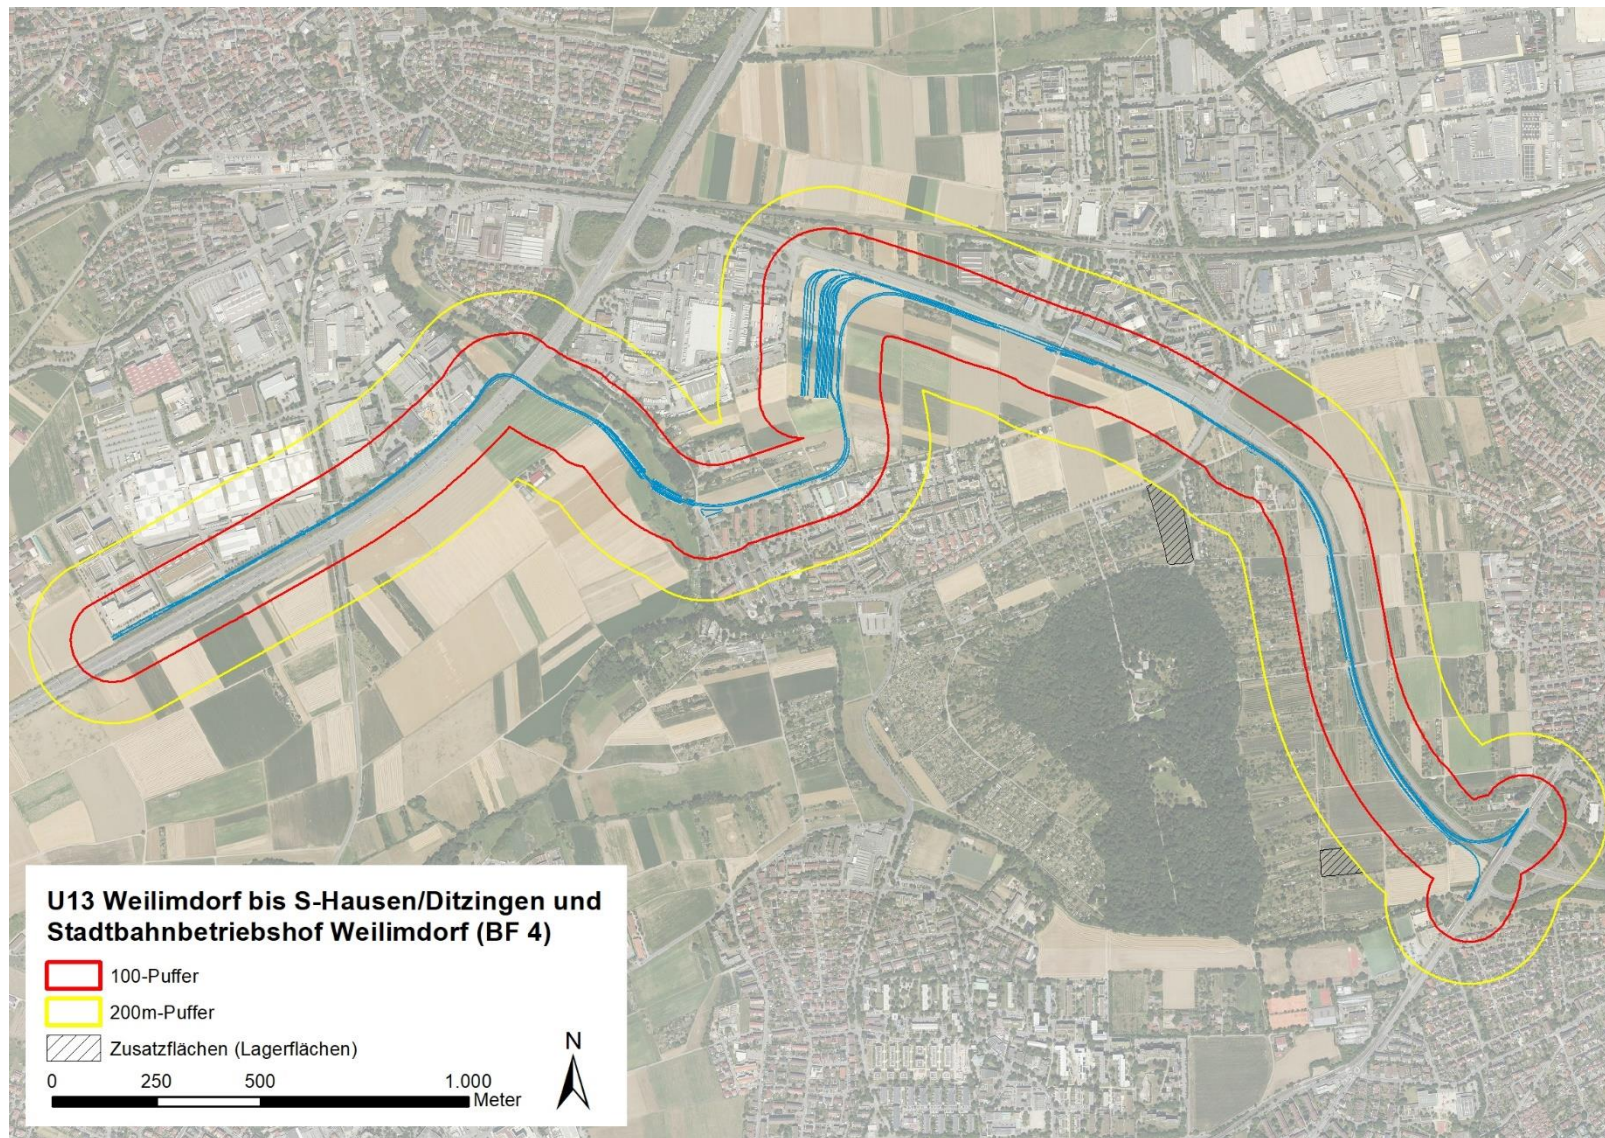 U13 Weilimdorf bis S-Hausen/Ditzingen und
Stadtbahnbetriebshof Weilimdorf (BF 4)
100-Puffer
200m-Puffer
Zusatzflächen (Lagerflächen)
N
0 250 500 1.000
Meter